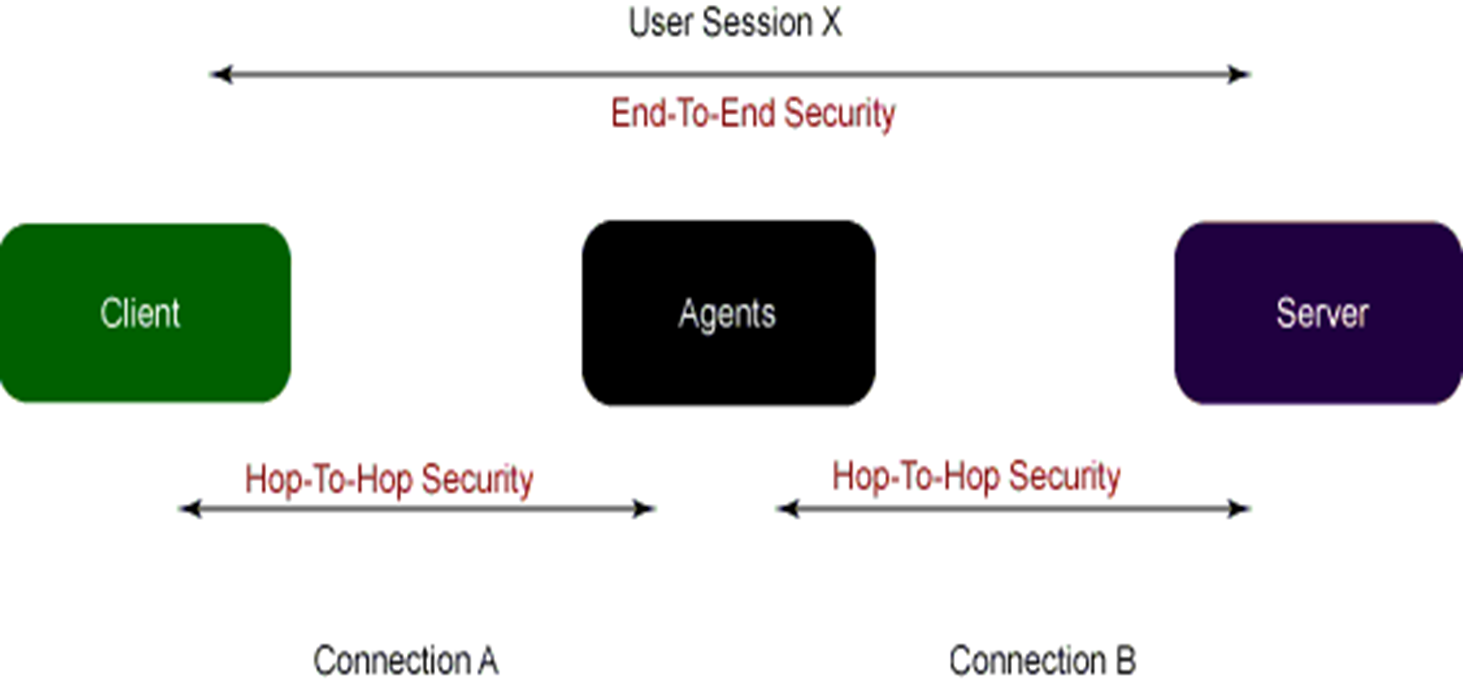 User Session X
End-To-End Security
Client
Agents
Server
Hop-To-Hop Security
Hop-To-Hop Security
Connection A
Connection B